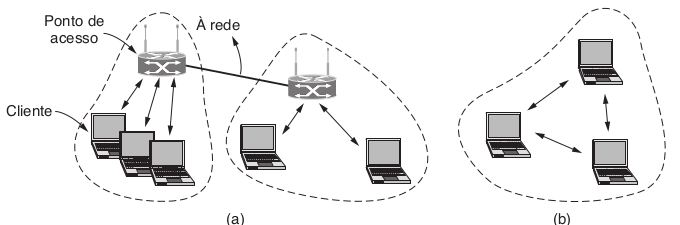 Ponto de
acesso
À rede
Cliente
(a)
(b)